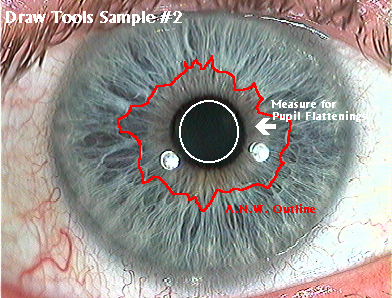 Draw Tools Sample #2
Measure for
Pupil Flattening
A.N.W. Outline